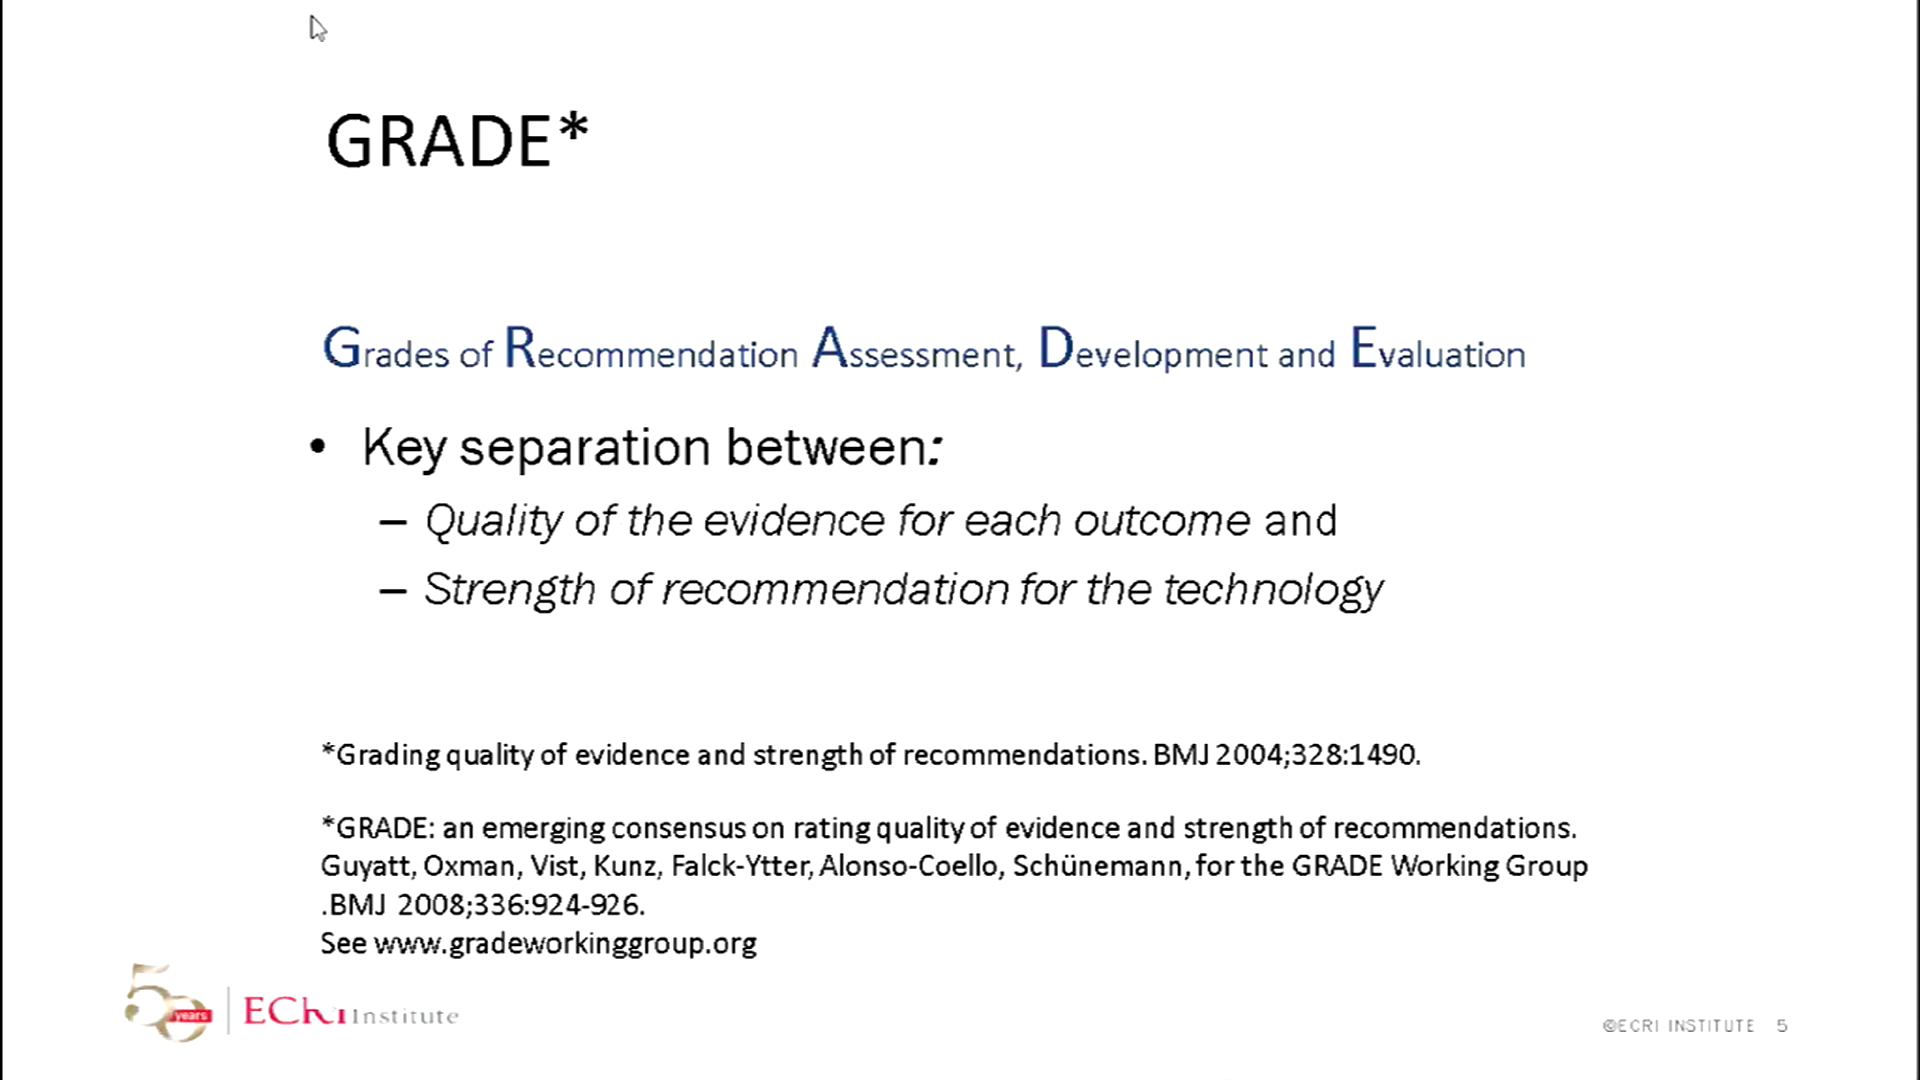 GRADE*
Grades of Recommendation Assessment, Development and Evaluation
• Key separation between:
– Quality of the evidence for each outcome and
– Strength of recommendation for the technology
*Grading quality of evidence and strength of recommendations. BMJ 2004;328:1490.
*GRADE: an emerging consensus on rating quality of evidence and strength of recommendations.
Guyatt, Oxman, Vist, Kunz, Falck-Ytter, Alonso-Coello, Schünemann, for the GRADE Working Group
.BMJ 2008;336:924-926.
See www.gradeworkinggroup.org
50 years ECRI Institute
©ECRI INSTITUTE 5